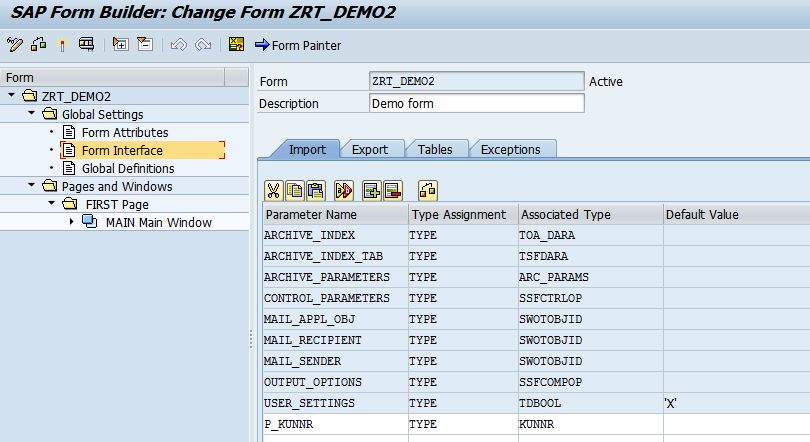 SAP Form Builder: Change Form ZRT_DEMO2
Form Painter
Form
ZRT_DEMO2
Global Settings
Form Attributes
Form Interface
Global Definitions
Pages and Windows
FIRST Page
MAIN Main Window
Form ZRT_DEMO2 Active
Description Demo form
Import Export Tables Exceptions
Parameter Name Type Assignment Associated Type Default Value
ARCHIVE_INDEX TYPE TOA_DARA
ARCHIVE_INDEX_TAB TYPE TSFDARA
ARCHIVE_PARAMETERS TYPE ARC_PARAMS
CONTROL_PARAMETERS TYPE SSFCTRLOP
MAIL_APPL_OBJ TYPE SWOTOBJID
MAIL_RECIPIENT TYPE SWOTOBJID
MAIL_SENDER TYPE SWOTOBJID
OUTPUT_OPTIONS TYPE SSFCOMPOP
USER_SETTINGS TYPE TDBOOL 'X'
P_KUNNR TYPE KUNNR